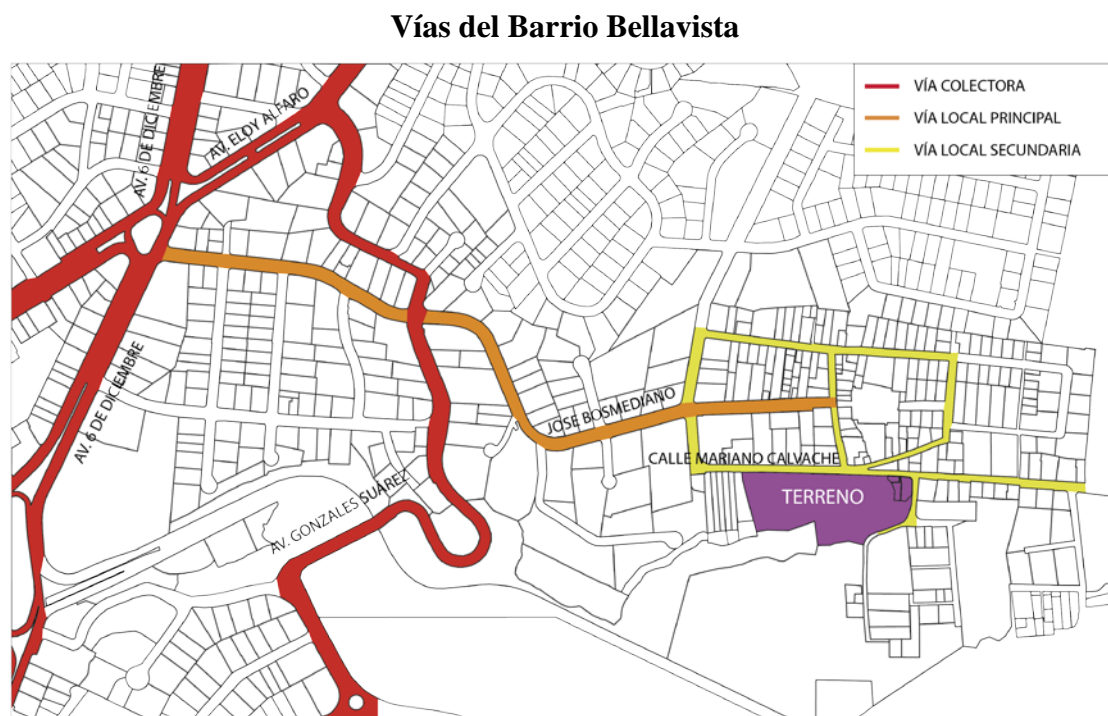 Vías del Barrio Bellavista
VÍA COLECTORA
VÍA LOCAL PRINCIPAL
VÍA LOCAL SECUNDARIA
AV. 6 DE DICIEMBRE
AV. ELOY ALFARO
AV. 6 DE DICIEMBRE
JOSE BOSMEDIANO
CALLE MARIANO CALVACHE
AV. GONZALES SUÁREZ
TERRENO